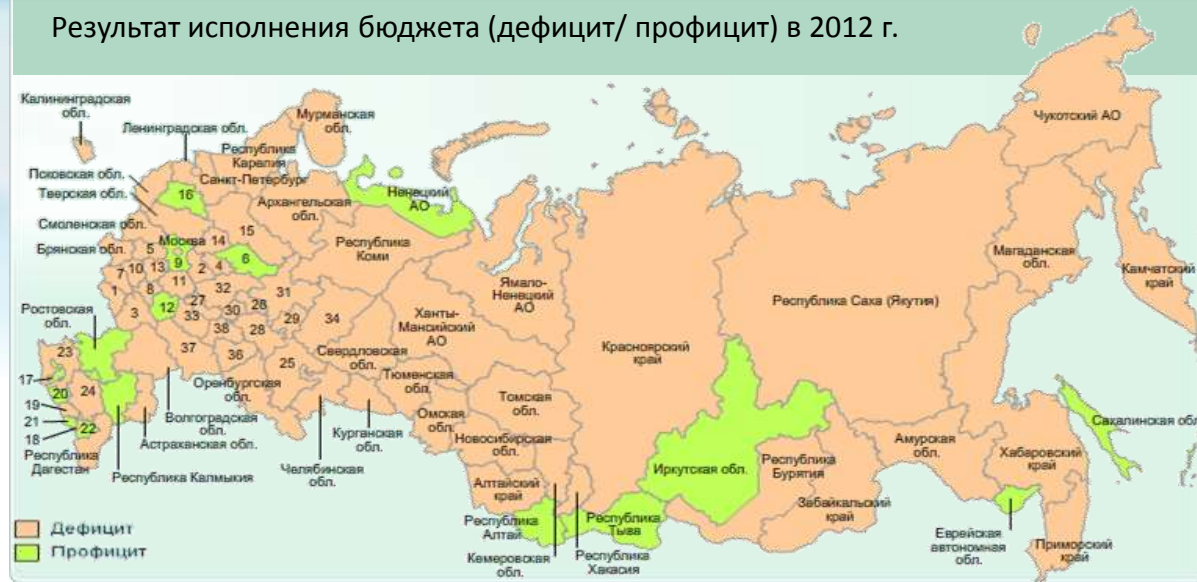 Результат исполнения бюджета (дефицит/ профицит) в 2012 г.
Калининградская
обл.
Ленинградская обл.
Мурманская
обл.
Республика
Карелия
Санкт-Петербург
Псковская обл.
Тверская обл.
Смоленская обл.
Брянская обл.
16
Архангельская
обл.
Ненецкий
АО
Республика
Коми
15
Москва
14
5
9
6
7
10
13
2
4
1
8
11
32
31
3
12
27
33
30
28
29
34
38
28
37
36
25
Ростовская
обл.
23
17
20
24
19
21
18
22
Республика
Дагестан
Оренбургская
обл.
Волгоградская
обл.
Астраханская обл.
Республика Калмыкия
Челябинская
обл.
Курганская
обл.
Свердловская
обл.
Тюменская
обл.
Ханты-
Мансийский
АО
Ямало-
Ненецкий
АО
Омская
обл.
Томская
обл.
Новосибирская
обл.
Алтайский
край
Республика
Алтай
Кемеровская
обл.
Республика
Хакасия
Республика
Тыва
Красноярский
край
Иркутская обл.
Республика
Бурятия
Забайкальский
край
Республика Саха (Якутия)
Чукотский АО
Магаданская
обл.
Камчатский
край
Сахалинская обл
Амурская
обл.
Хабаровский
край
Еврейская
автономная
обл.
Приморский
край
Дефицит
Профицит